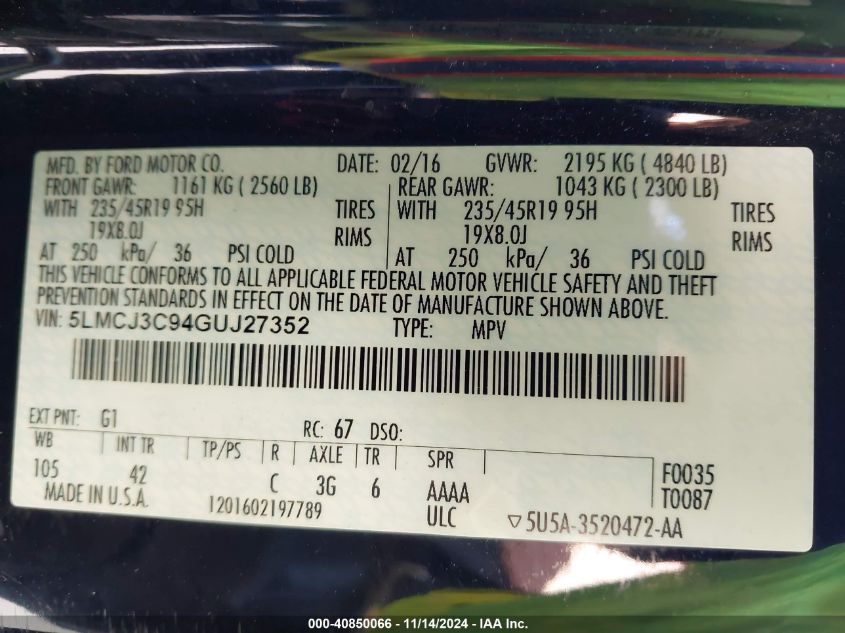 MFD. BY FORD MOTOR CO. DATE: 02/16 GVWR: 2195 KG ( 4840 LB)
FRONT GAWR: 1161 KG ( 2560 LB) REAR GAWR: 1043 KG ( 2300 LB)
WITH 235/45R19 95H TIRES WITH 235/45R19 95H TIRES
19X8.0J RIMS 19X8.0J RIMS
AT 250 kPa/ 36 PSI COLD AT 250 kPa/ 36 PSI COLD
THIS VEHICLE CONFORMS TO ALL APPLICABLE FEDERAL MOTOR VEHICLE SAFETY AND THEFT
PREVENTION STANDARDS IN EFFECT ON THE DATE OF MANUFACTURE SHOWN ABOVE.
VIN: 5LMCJ3C94GUJ27352 TYPE: MPV
EXT PNT: G1 RC: 67 DSO:
WB INT TR TP/PS R AXLE TR SPR
105 42 C 3G 6 AAAA F0035
MADE IN U.S.A. 1201602197789 ULC T0087
5U5A-3520472-AA
000-40850066 - 11/14/2024 - IAA Inc.